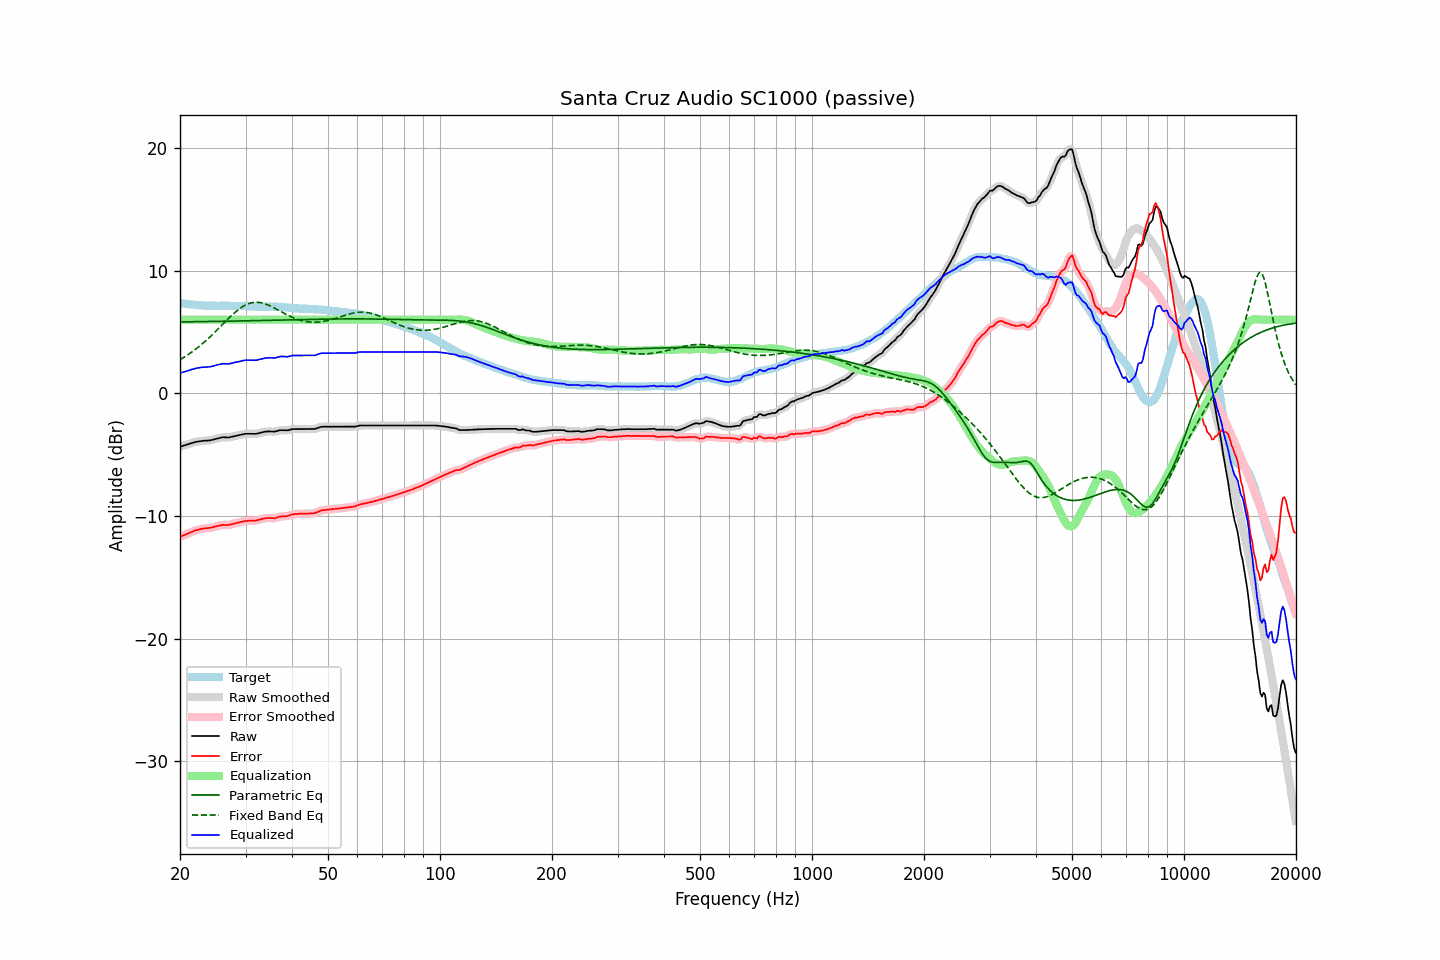 Santa Cruz Audio SC1000 (passive)
Amplitude (dBr)
20
10
0
−10
−20
−30
Target
Raw Smoothed
Error Smoothed
Raw
Error
Equalization
Parametric Eq
Fixed Band Eq
Equalized
20 50 100 200 500 1000 2000 5000 10000 20000
Frequency (Hz)